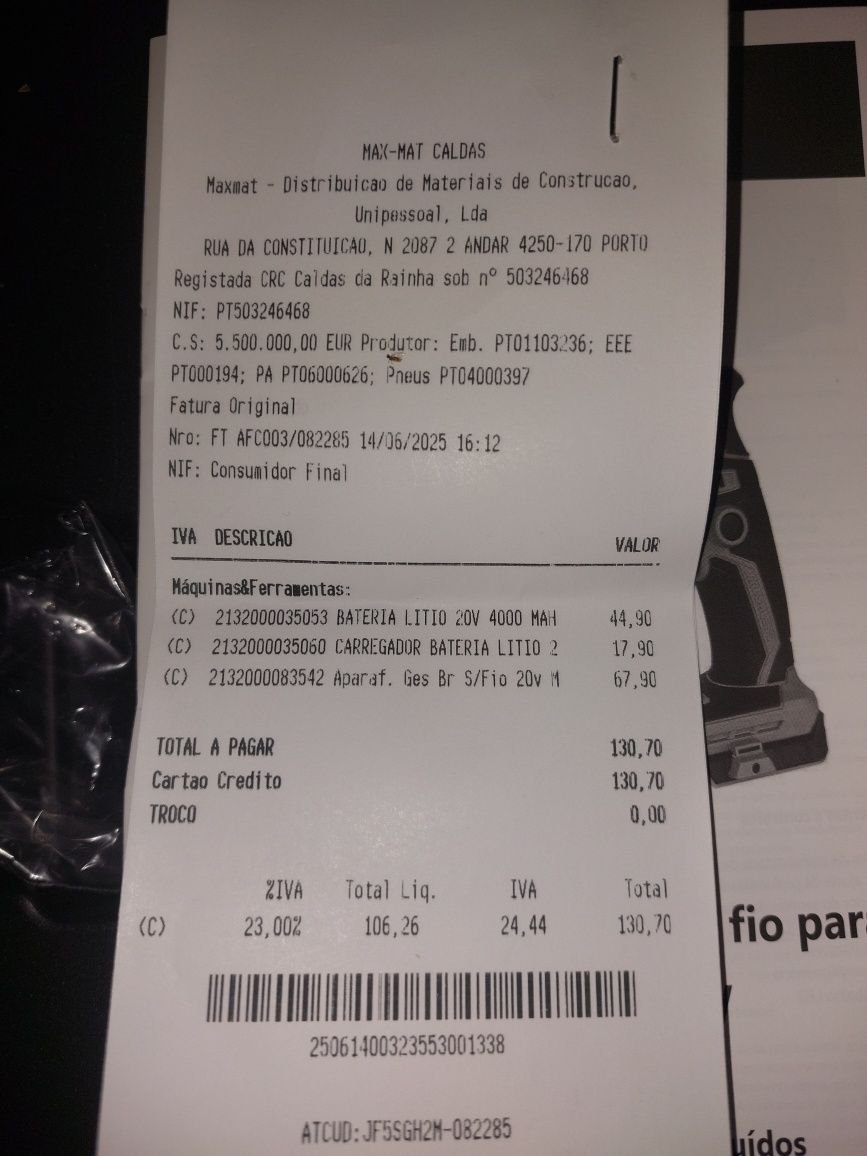 MAX-MAT CALDAS
Maxmat - Distribuicao de Materiais de Construcao,
Unipessoal, Lda
RUA DA CONSTITUICAO, N 2087 2 ANDAR 4250-170 PORTO
Registada CRC Caldas da Rainha sob nº 503246468
NIF: PT503246468
C.S: 5.500.000,00 EUR Produtor: Emb. PT01103236; EEE
PT000194; PA PT06000626; Pneus PT04000397
Fatura Original
Nro: FT AFC003/082285 14/06/2025 16:12
NIF: Consumidor Final
IVA DESCRICAO VALOR
Máquinas&Ferramentas:
(C) 2132000035053 BATERIA LITIO 20V 4000 MAH 44,90
(C) 2132000035060 CARREGADOR BATERIA LITIO 2 17,90
(C) 2132000083542 Aparaf. Ges Br S/Fio 20v M 67,90
TOTAL A PAGAR 130,70
Cartao Credito 130,70
TROCO 0,00
%IVA Total Liq. IVA Total
(C) 23,00% 106,26 24,44 130,70
25061400323553001338
ATCUD:JF5SGH2M-082285
fio par
uídos